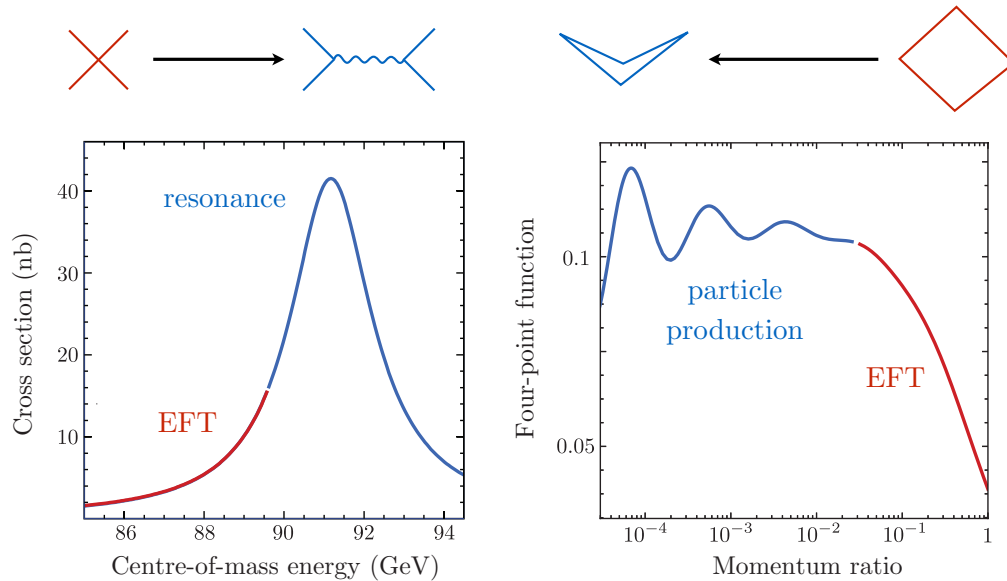 Cross section (nb)
40
30
20
10
resonance
EFT
86
88
90
92
94
Centre-of-mass energy (GeV)
Four-point function
0.1
0.05
particle
production
EFT
10⁻⁴
10⁻³
10⁻²
10⁻¹
1
Momentum ratio